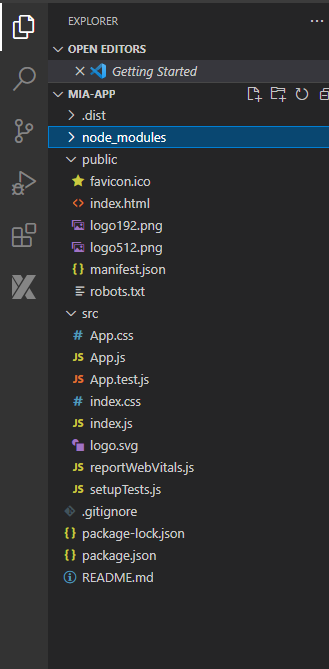 EXPLORER
OPEN EDITORS
Getting Started
MIA-APP
.dist
node_modules
public
favicon.ico
index.html
logo192.png
logo512.png
manifest.json
robots.txt
src
App.css
App.js
App.test.js
index.css
index.js
logo.svg
reportWebVitals.js
setupTests.js
.gitignore
package-lock.json
package.json
README.md